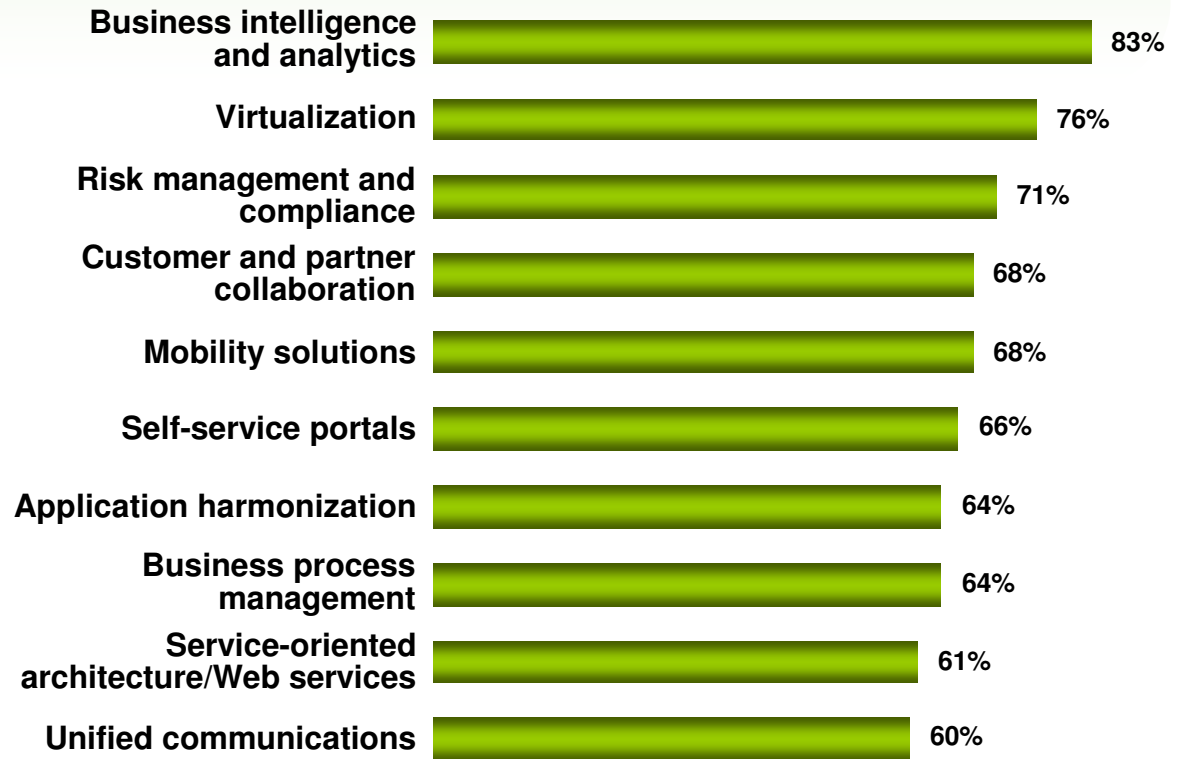 Business intelligence
and analytics
83%
Virtualization
76%
Risk management and
compliance
71%
Customer and partner
collaboration
68%
Mobility solutions
68%
Self-service portals
66%
Application harmonization
64%
Business process
management
64%
Service-oriented
architecture/Web services
61%
Unified communications
60%